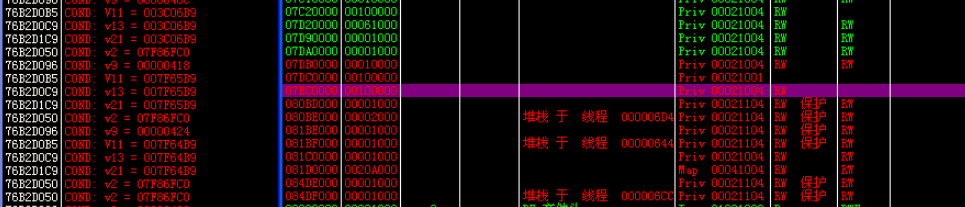 76B2D096 COND: v9 = 0000040C 07C10000 00010000 Priv 00021004 RW RW
76B2D0B5 COND: V11 = 003C06B9 07C20000 00100000 Priv 00021004 RW RW
76B2D0C9 COND: v13 = 003C06B9 07D20000 00061000 Priv 00021004 RW RW
76B2D1C9 COND: v21 = 003C06B9 07D90000 00001000 Priv 00021004 RW RW
76B2D050 COND: v2 = 07F86FC0 07DA0000 00001000 Priv 00021004 RW RW
76B2D096 COND: v9 = 00000418 07DB0000 00010000 Priv 00021004 RW RW
76B2D0B5 COND: V11 = 007F65B9 07DC0000 00100000 Priv 00021001
76B2D0C9 COND: v13 = 007F65B9 07EC0000 00100000 Priv 00021004 RW
76B2D1C9 COND: v21 = 007F65B9 080BD000 00001000 Priv 00021104 RW 保护 RW
76B2D050 COND: v2 = 07F86FC0 080BE000 00002000 堆栈 于 线程 000006D4 Priv 00021104 RW 保护 RW
76B2D096 COND: v9 = 00000424 081BE000 00001000 Priv 00021104 RW 保护 RW
76B2D0B5 COND: V11 = 007F64B9 081BF000 00001000 堆栈 于 线程 00000844 Priv 00021104 RW 保护 RW
76B2D0C9 COND: v13 = 007F64B9 081C0000 00001000 Priv 00021004 RW RW
76B2D1C9 COND: v21 = 007F64B9 081D0000 0020A000 Map 00041004 RW RW
76B2D050 COND: v2 = 07F86FC0 084DE000 00001000 Priv 00021104 RW 保护 RW
76B2D050 COND: v2 = 07F86FC0 084DF000 00001000 堆栈 于 线程 000006CC Priv 00021104 RW 保护 RW